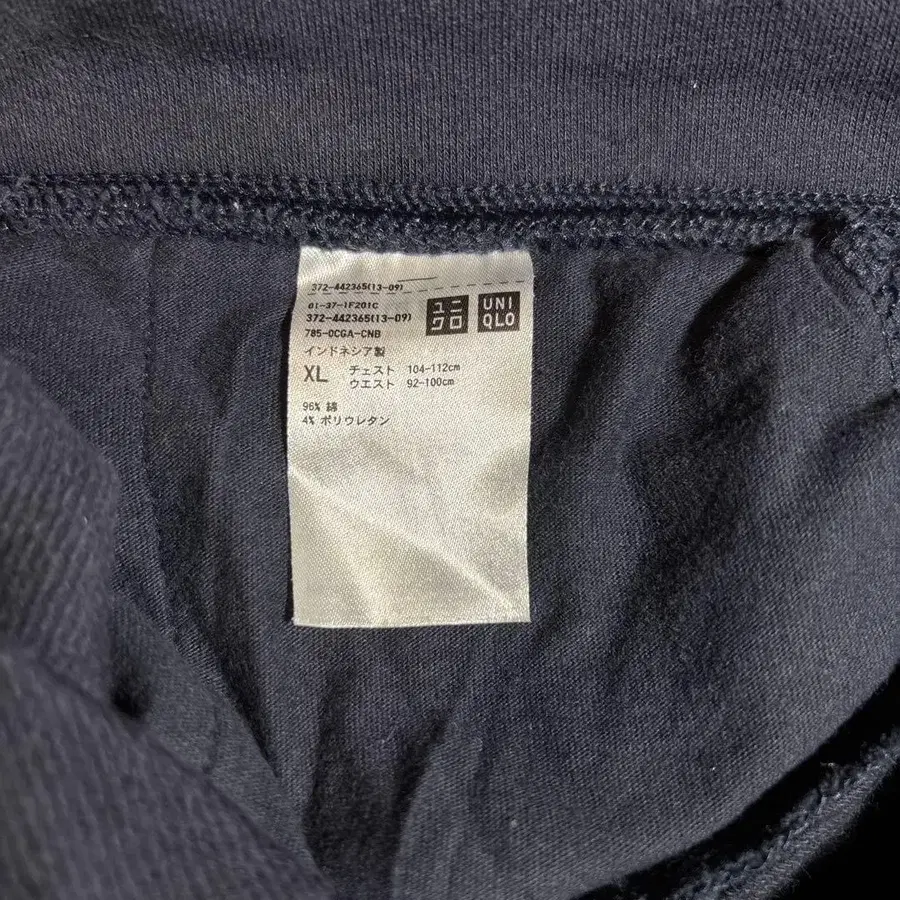 372-442365(13-09)
01-37-1F201C
372-442365(13-09)
785-0CGA-CNB
ユニクロ
UNIQLO
インドネシア製
XL チェスト 104-112cm
ウエスト 92-100cm
96% 綿
4% ポリウレタン